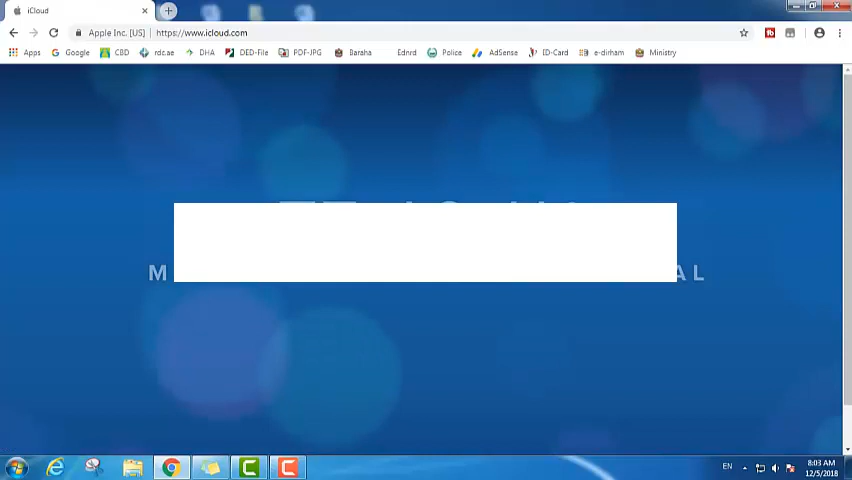 iCloud
Apple Inc. [US] https://www.icloud.com
Apps Google CBD rdc.ae DHA DED-File PDF-JPG Baraha Ednrd Police AdSense ID-Card e-dirham Ministry
M AL
EN 8:03 AM
12/5/2018